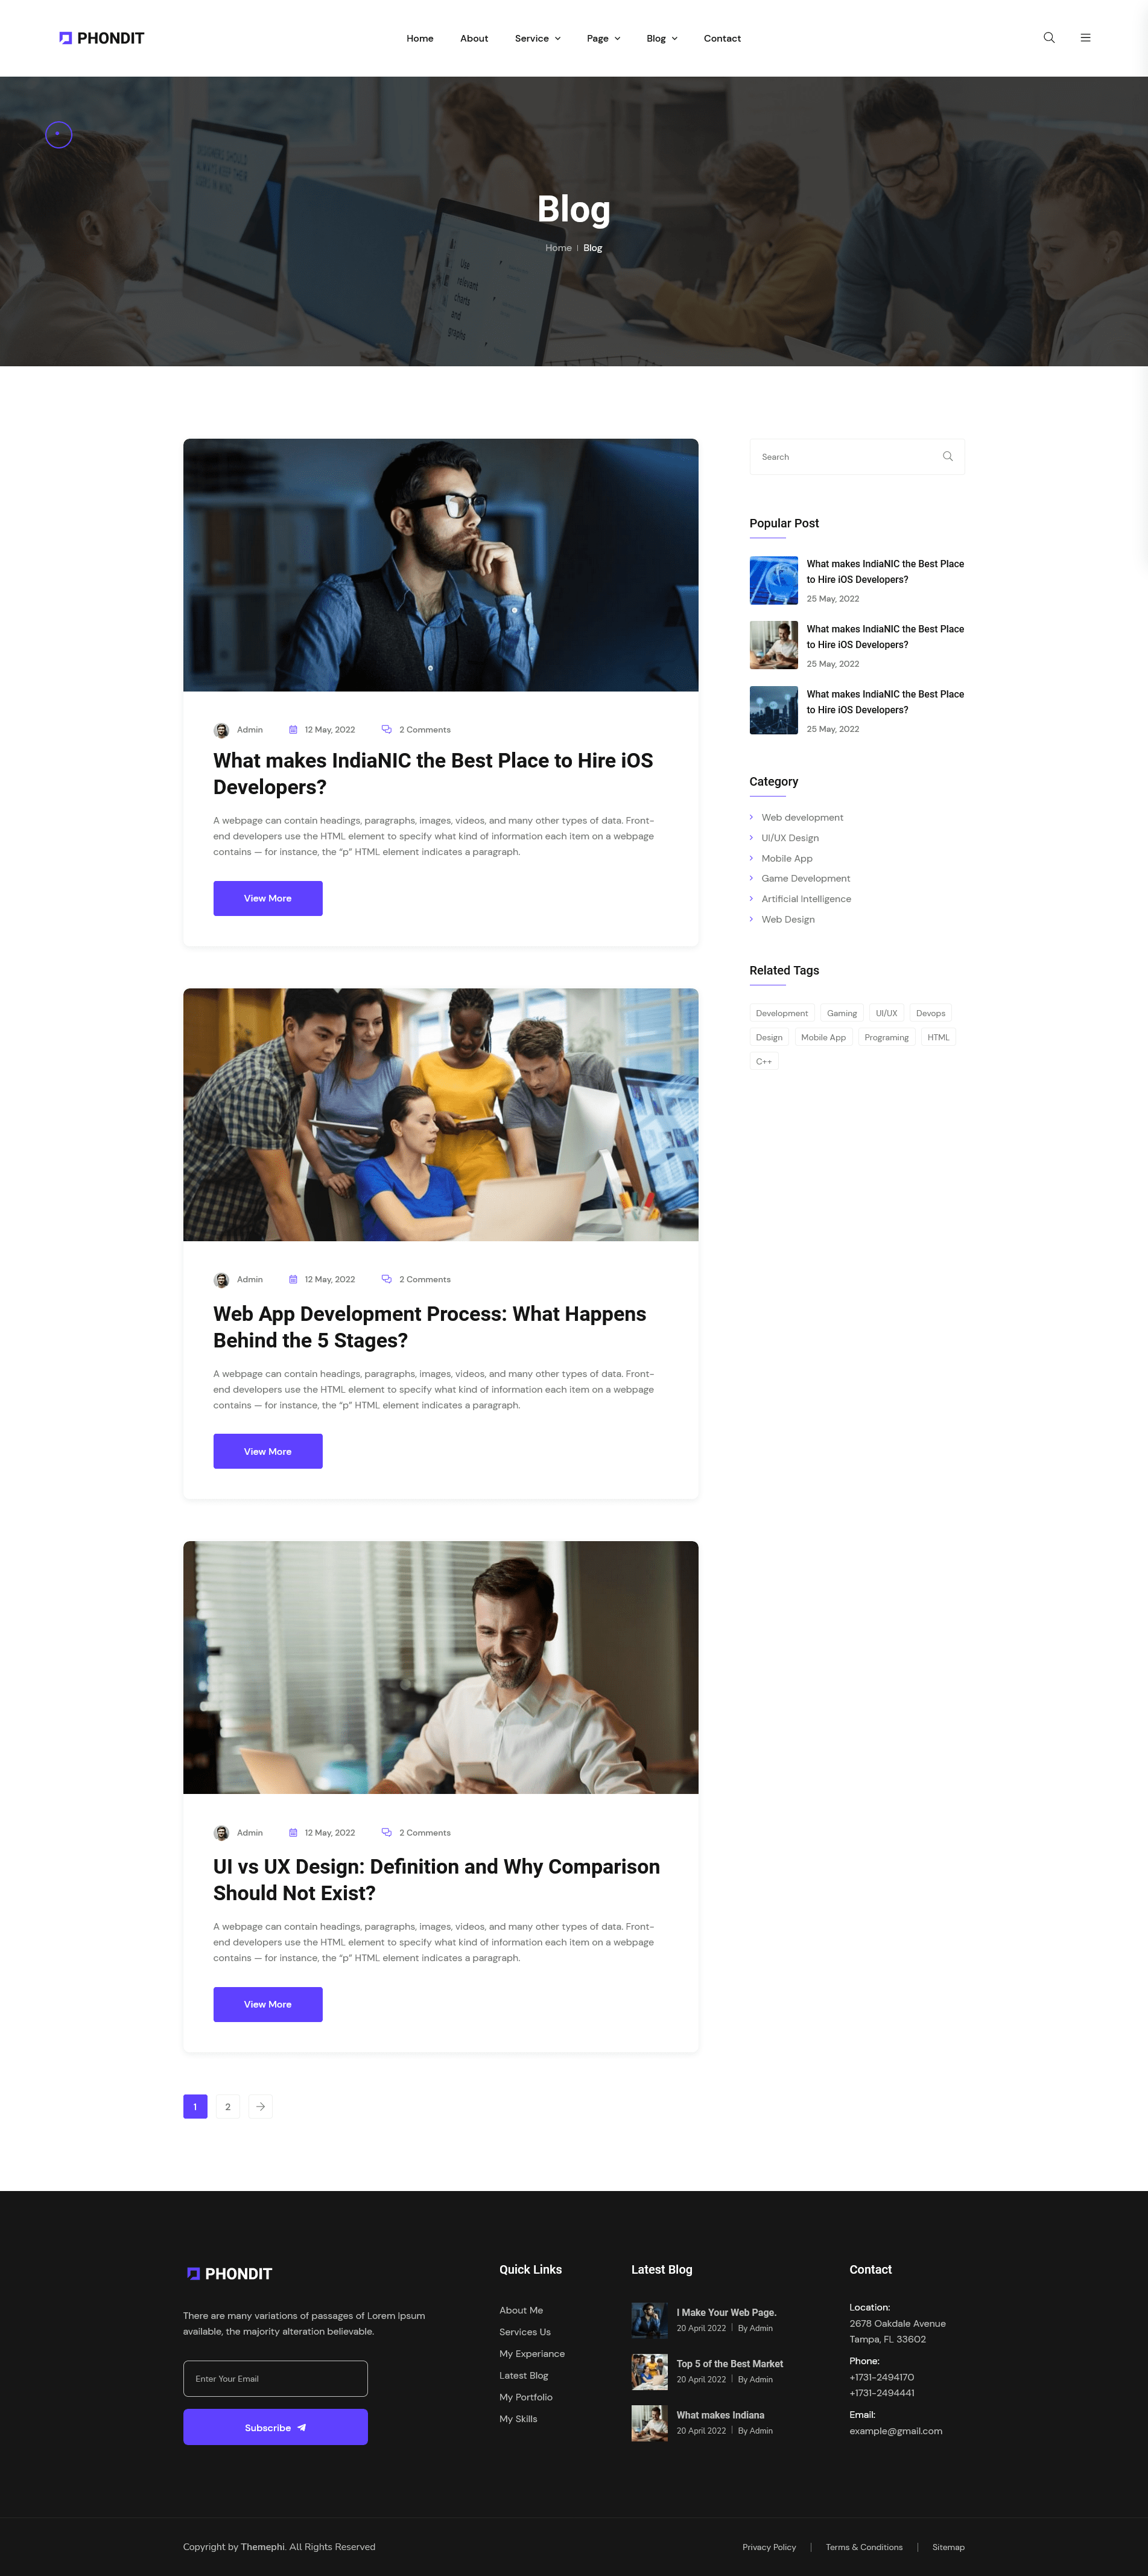 PHONDIT
Home
About
Service
Page
Blog
Contact
DESIGNERS SHOULD
ALWAYS KEEP
THEIR USERS
Blog
Home
Blog
Use
relevant
charts
and
graphs
Search
Popular Post
What makes IndiaNIC the Best Place
to Hire iOS Developers?
25 May, 2022
What makes IndiaNIC the Best Place
to Hire iOS Developers?
25 May, 2022
What makes IndiaNIC the Best Place
to Hire iOS Developers?
25 May, 2022
Category
Web development
UI/UX Design
Mobile App
Game Development
Artificial Intelligence
Web Design
Related Tags
Development
Gaming
UI/UX
Devops
Design
Mobile App
Programing
HTML
C++
Admin
12 May, 2022
2 Comments
What makes IndiaNIC the Best Place to Hire iOS
Developers?
A webpage can contain headings, paragraphs, images, videos, and many other types of data. Front-
end developers use the HTML element to specify what kind of information each item on a webpage
contains — for instance, the “p” HTML element indicates a paragraph.
View More
Admin
12 May, 2022
2 Comments
Web App Development Process: What Happens
Behind the 5 Stages?
A webpage can contain headings, paragraphs, images, videos, and many other types of data. Front-
end developers use the HTML element to specify what kind of information each item on a webpage
contains — for instance, the “p” HTML element indicates a paragraph.
View More
Admin
12 May, 2022
2 Comments
UI vs UX Design: Definition and Why Comparison
Should Not Exist?
A webpage can contain headings, paragraphs, images, videos, and many other types of data. Front-
end developers use the HTML element to specify what kind of information each item on a webpage
contains — for instance, the “p” HTML element indicates a paragraph.
View More
1
2
PHONDIT
There are many variations of passages of Lorem Ipsum
available, the majority alteration believable.
Enter Your Email
Subscribe
Quick Links
About Me
Services Us
My Experiance
Latest Blog
My Portfolio
My Skills
Latest Blog
I Make Your Web Page.
20 April 2022 | By Admin
Top 5 of the Best Market
20 April 2022 | By Admin
What makes Indiana
20 April 2022 | By Admin
Contact
Location:
2678 Oakdale Avenue
Tampa, FL 33602
Phone:
+1731-2494170
+1731-2494441
Email:
example@gmail.com
Copyright by Themephi. All Rights Reserved
Privacy Policy | Terms & Conditions | Sitemap